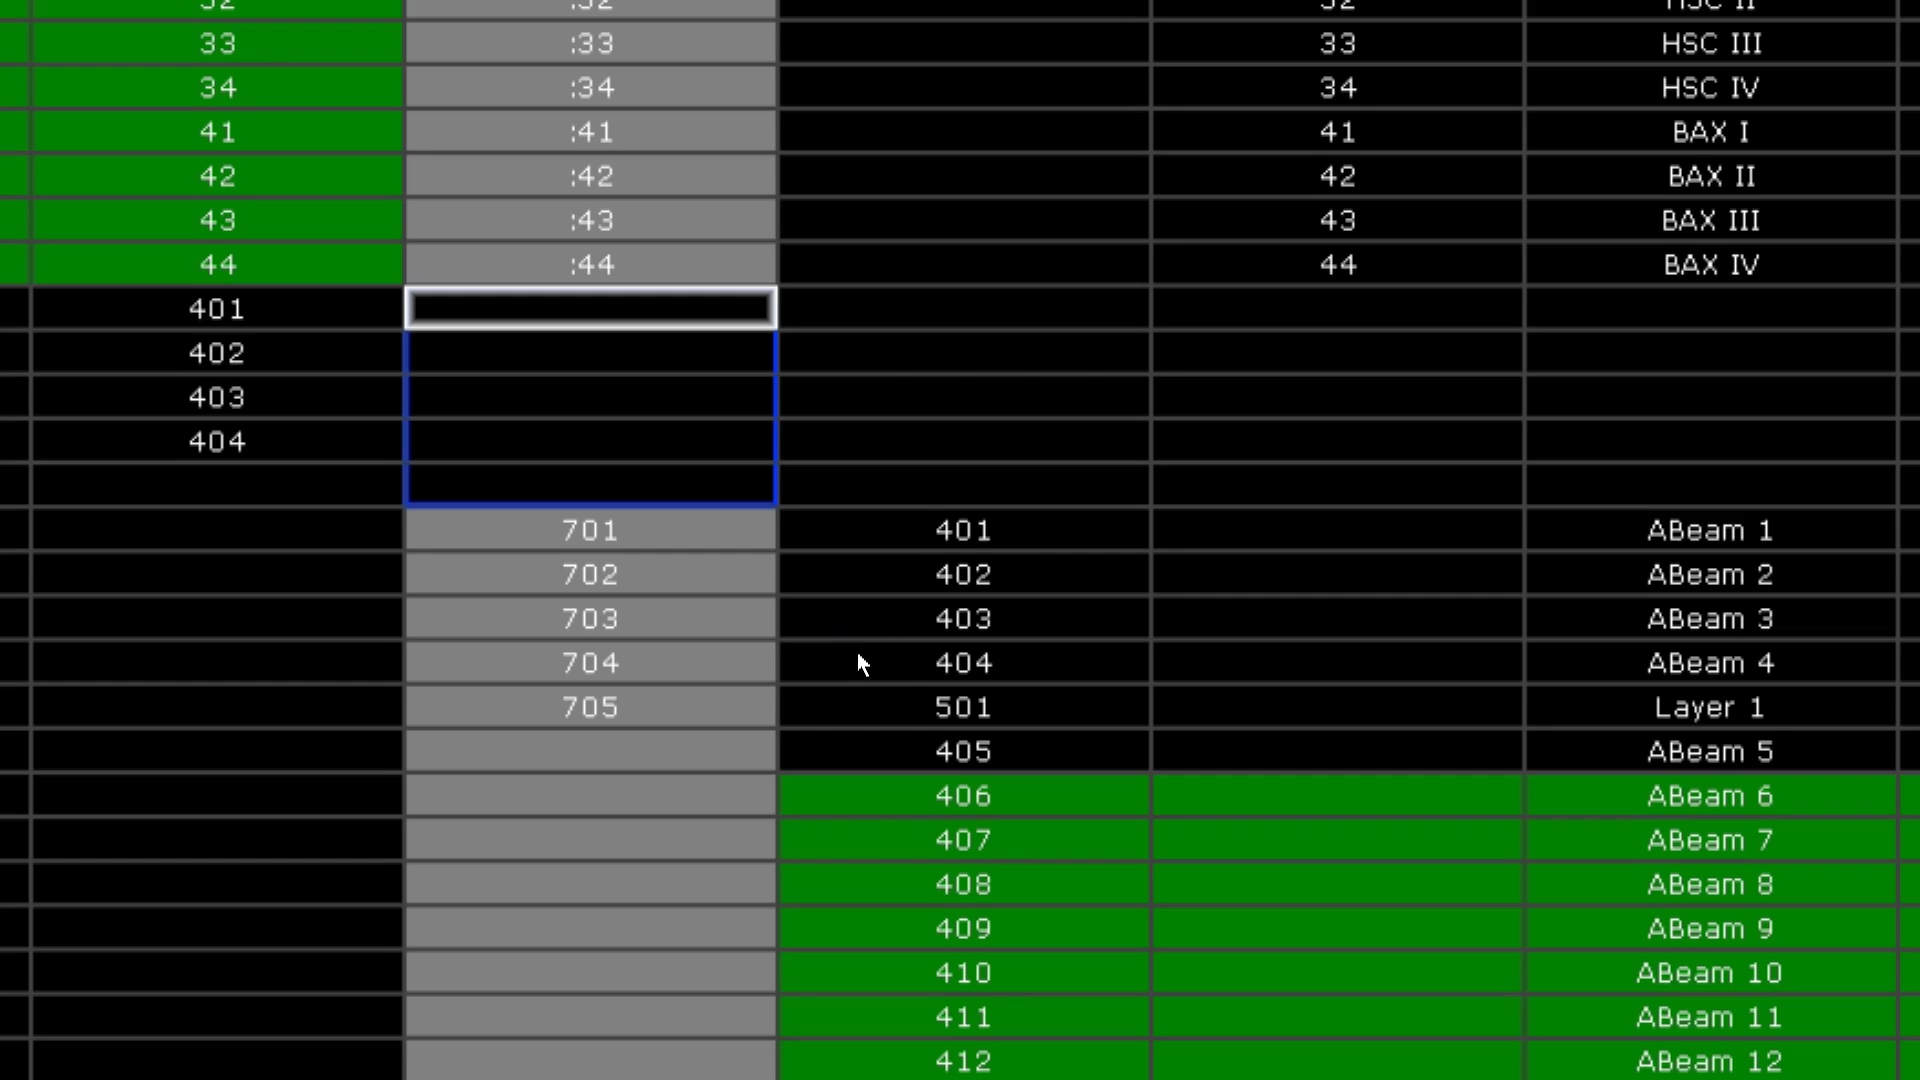 33 :33 33 HSC III
34 :34 34 HSC IV
41 :41 41 BAX I
42 :42 42 BAX II
43 :43 43 BAX III
44 :44 44 BAX IV
401
402
403
404
701 401 ABeam 1
702 402 ABeam 2
703 403 ABeam 3
704 404 ABeam 4
705 501 Layer 1
405 ABeam 5
406 ABeam 6
407 ABeam 7
408 ABeam 8
409 ABeam 9
410 ABeam 10
411 ABeam 11
412 ABeam 12